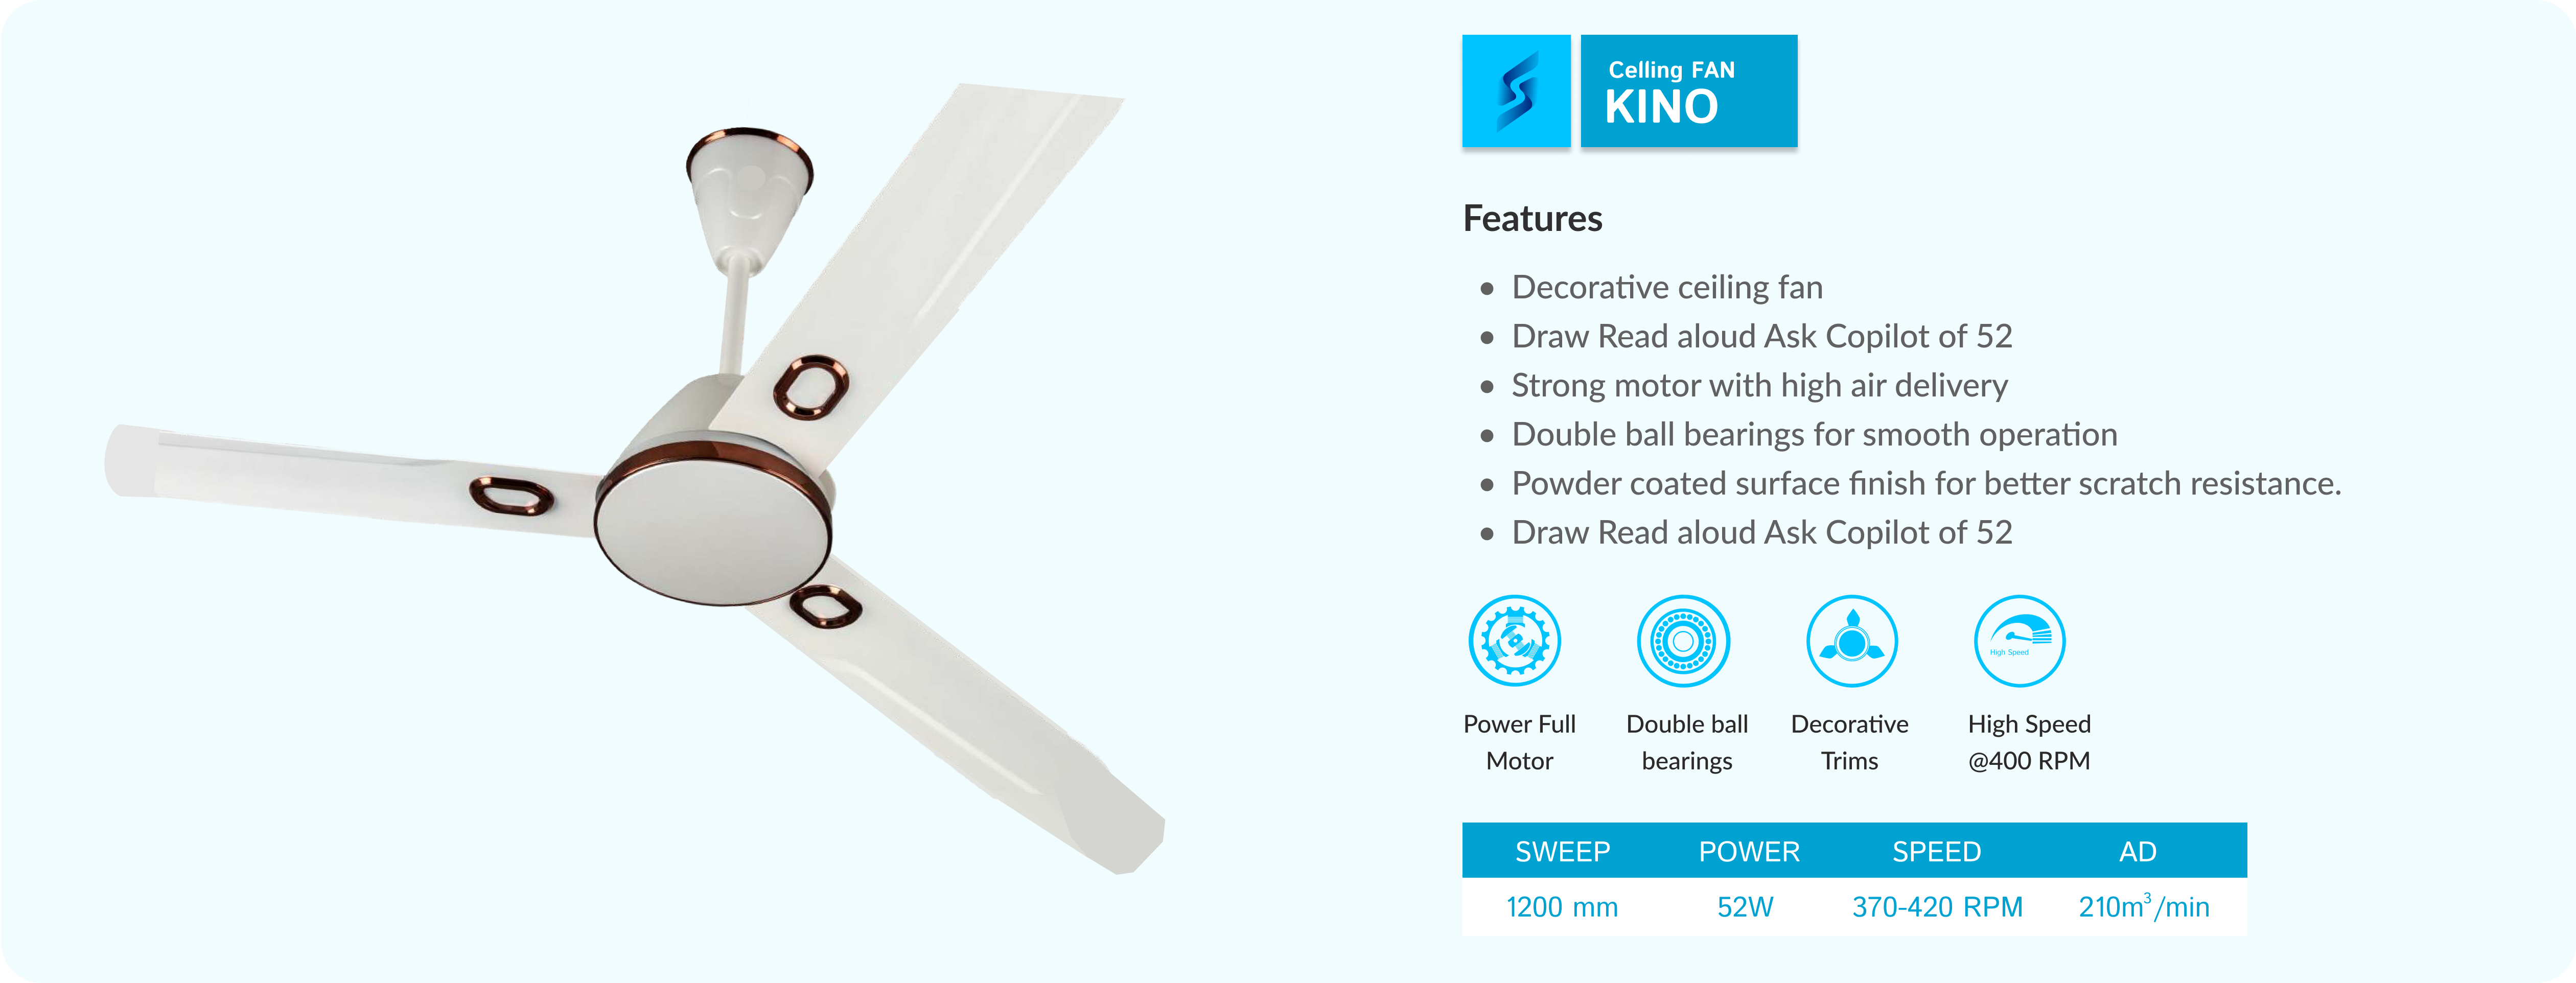 Celling FAN
KINO
Features
• Decorative ceiling fan
• Draw Read aloud Ask Copilot of 52
• Strong motor with high air delivery
• Double ball bearings for smooth operation
• Powder coated surface finish for better scratch resistance.
• Draw Read aloud Ask Copilot of 52
High Speed
Power Full Double ball Decorative High Speed
Motor bearings Trims @400 RPM
SWEEP POWER SPEED AD
1200 mm 52W 370-420 RPM 210m³/min